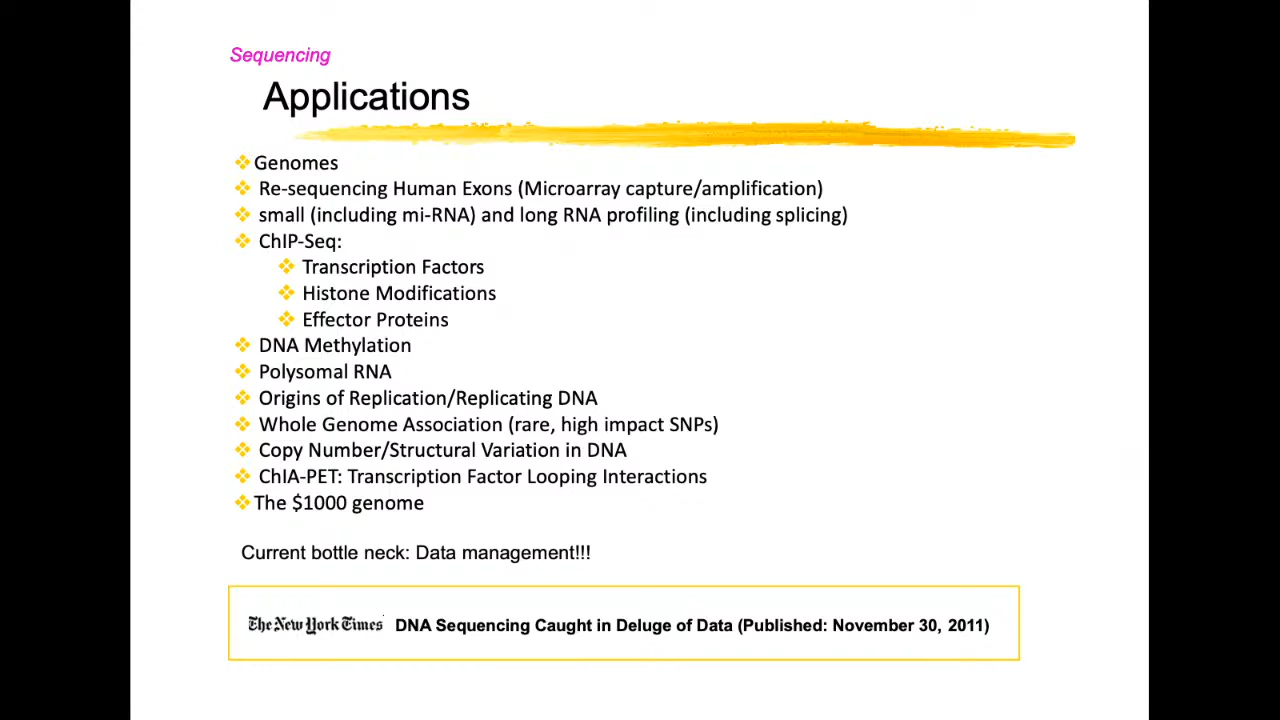 Sequencing
Applications
Genomes
Re-sequencing Human Exons (Microarray capture/amplification)
small (including mi-RNA) and long RNA profiling (including splicing)
ChIP-Seq:
Transcription Factors
Histone Modifications
Effector Proteins
DNA Methylation
Polysomal RNA
Origins of Replication/Replicating DNA
Whole Genome Association (rare, high impact SNPs)
Copy Number/Structural Variation in DNA
ChIA-PET: Transcription Factor Looping Interactions
The $1000 genome
Current bottle neck: Data management!!!
The New York Times DNA Sequencing Caught in Deluge of Data (Published: November 30, 2011)